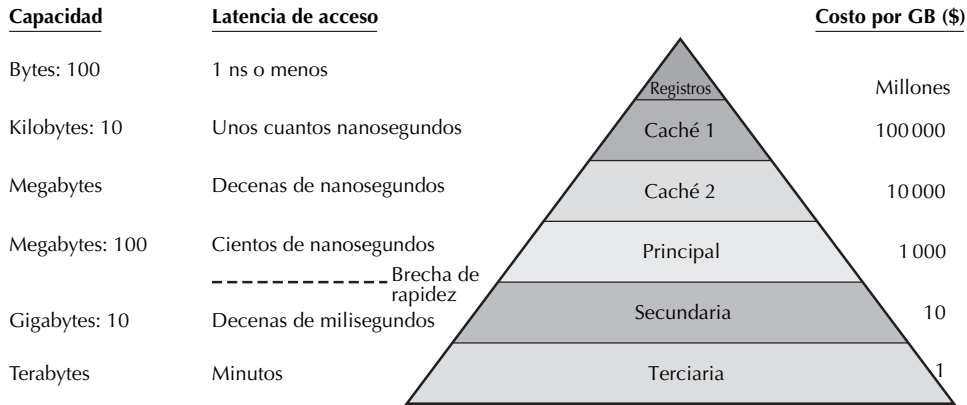 Capacidad Latencia de acceso Costo por GB ($)
Bytes: 100 1 ns o menos Registros Millones
Kilobytes: 10 Unos cuantos nanosegundos Caché 1 100 000
Megabytes Decenas de nanosegundos Caché 2 10 000
Megabytes: 100 Cientos de nanosegundos Principal 1 000
Brecha de
rapidez
Gigabytes: 10 Decenas de milisegundos Secundaria 10
Terabytes Minutos Terciaria 1